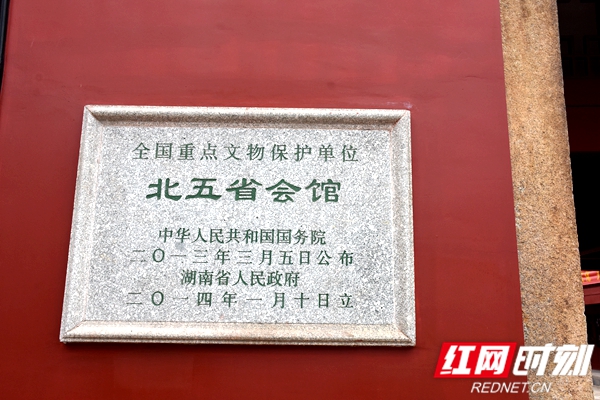 全国重点文物保护单位
北五省会馆
中华人民共和国国务院
二〇一三年三月五日公布
湖南省人民政府
二〇一四年一月十日立
红网时刻
REDNET.CN